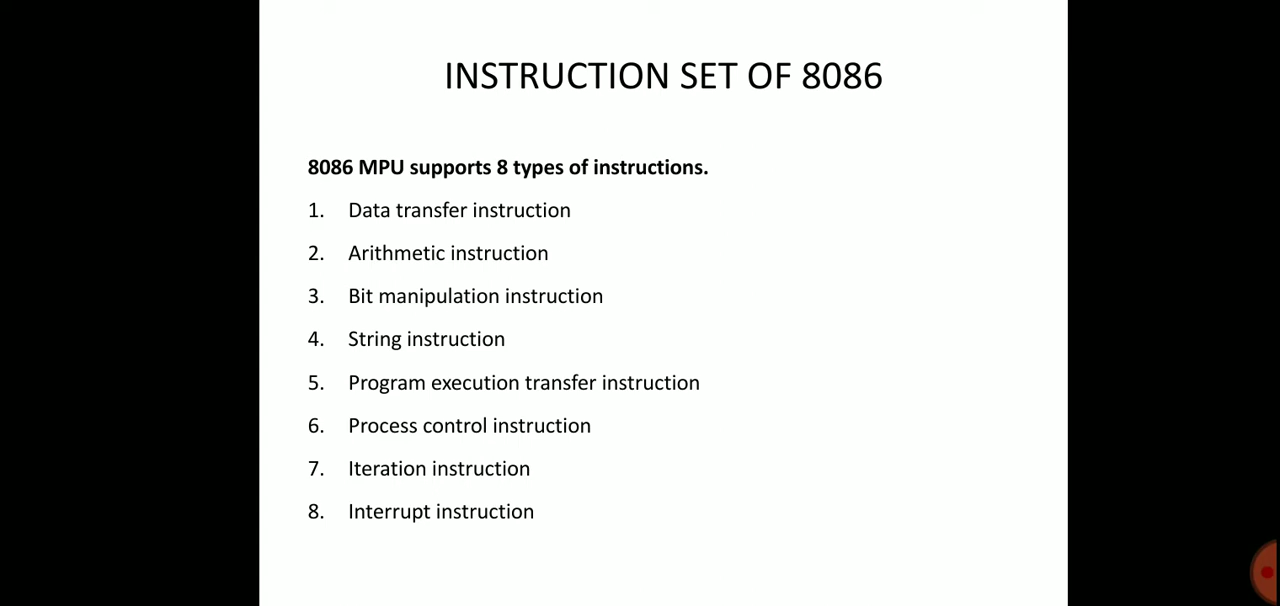 INSTRUCTION SET OF 8086
8086 MPU supports 8 types of instructions.
1. Data transfer instruction
2. Arithmetic instruction
3. Bit manipulation instruction
4. String instruction
5. Program execution transfer instruction
6. Process control instruction
7. Iteration instruction
8. Interrupt instruction